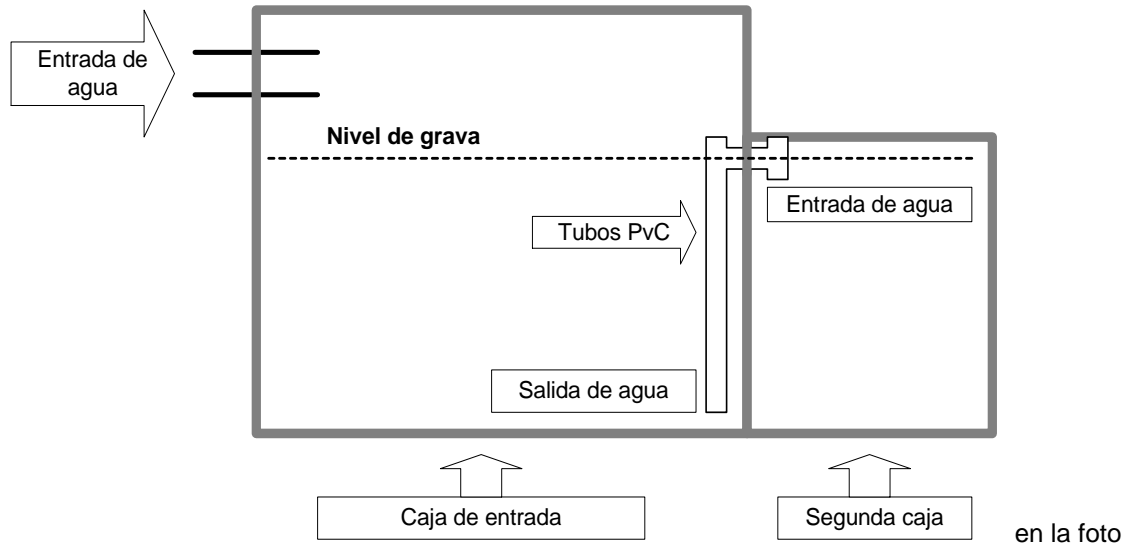 Entrada de
agua
Nivel de grava
Entrada de agua
Tubos PvC
Salida de agua
Caja de entrada
Segunda caja
en la foto